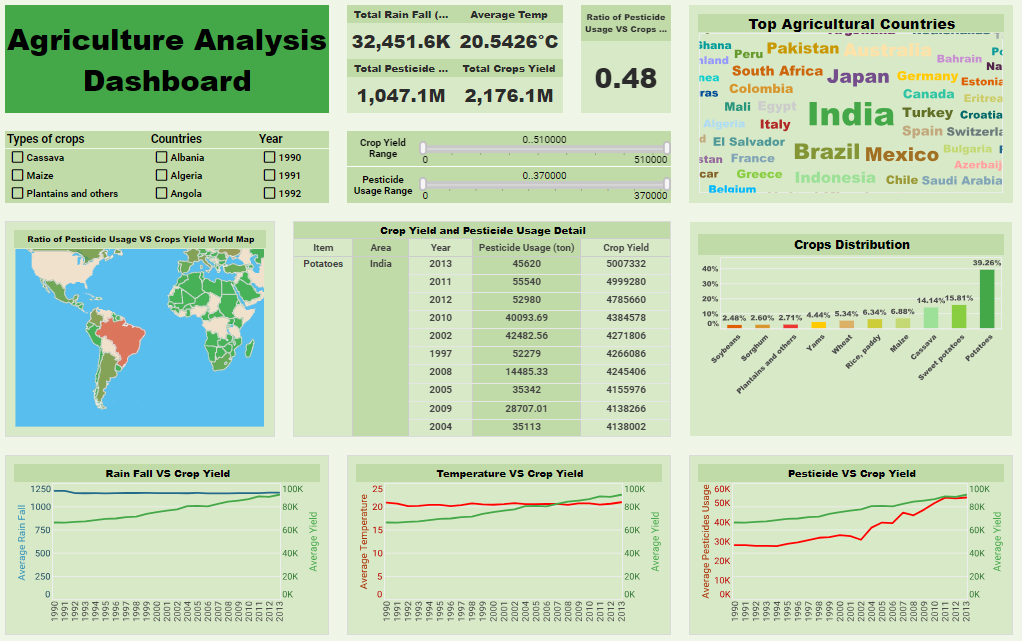 Agriculture Analysis
Dashboard
Total Rain Fall (...
Average Temp
32,451.6K
20.5426°C
Total Pesticide ...
Total Crops Yield
1,047.1M
2,176.1M
Ratio of Pesticide
Usage VS Crops ...
0.48
Top Agricultural Countries
Ghana
Peru
Pakistan
Australia
Bahrain
South Africa
Japan
Germany
Estonia
Colombia
Canada
Eritrea
Mali
Egypt
India
Turkey
Croatia
Algeria
Italy
Spain
Switzerla
El Salvador
Brazil
Mexico
Bulgaria
stan
France
Azerbaij
car
Greece
Indonesia
Chile
Saudi Arabia
Belgium
Types of crops
Countries
Year
Cassava
Albania
1990
Maize
Algeria
1991
Plantains and others
Angola
1992
Crop Yield
Range
0..510000
0
510000
Pesticide
Usage Range
0..370000
0
370000
Ratio of Pesticide Usage VS Crops Yield World Map
Crop Yield and Pesticide Usage Detail
Item Area Year Pesticide Usage (ton) Crop Yield
Potatoes India 2013 45620 5007332
2011 55540 4999280
2012 52980 4785660
2010 40093.69 4384578
2002 42482.56 4271806
1997 52279 4266086
2008 14485.33 4245406
2005 35342 4155976
2009 28707.01 4138266
2004 35113 4138002
Crops Distribution
40%
30%
20%
10%
0%
2.48% 2.60% 2.71% 4.44% 5.34% 6.34% 6.88% 14.14% 15.81% 39.26%
Soybeans
Sorghum
Plantains and others
Yams
Wheat
Rice, paddy
Maize
Cassava
Sweet potatoes
Potatoes
Rain Fall VS Crop Yield
Average Rain Fall
1250
1000
750
500
250
0
100K
80K
60K
40K
20K
0K
Average Yield
1990 1991 1992 1993 1994 1995 1996 1997 1998 1999 2000 2001 2002 2003 2004 2005 2006 2007 2008 2009 2010 2011 2012 2013
Temperature VS Crop Yield
Average Temperature
25
20
15
10
5
0
100K
80K
60K
40K
20K
0K
Average Yield
1990 1991 1992 1993 1994 1995 1996 1997 1998 1999 2000 2001 2002 2003 2004 2005 2006 2007 2008 2009 2010 2011 2012 2013
Pesticide VS Crop Yield
Average Pesticides Usage
60K
50K
40K
30K
20K
10K
0K
100K
80K
60K
40K
20K
0K
Average Yield
1990 1991 1992 1993 1994 1995 1996 1997 1998 1999 2000 2001 2002 2003 2004 2005 2006 2007 2008 2009 2010 2011 2012 2013